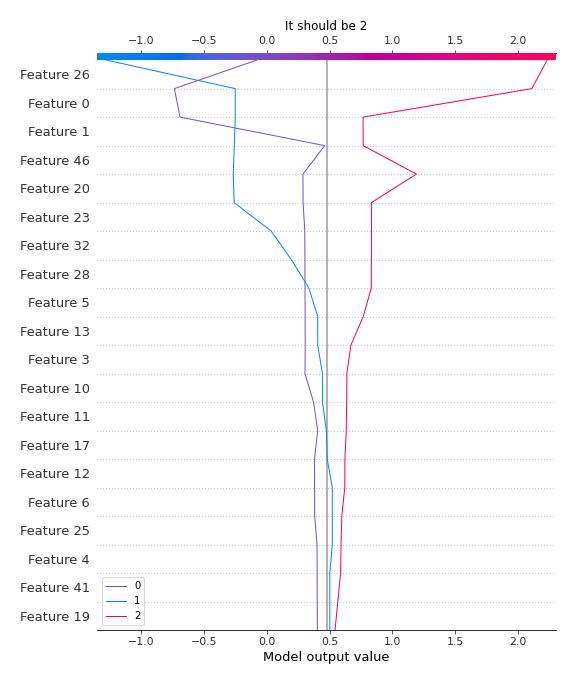 It should be 2
−1.0 −0.5 0.0 0.5 1.0 1.5 2.0
Feature 26
Feature 0
Feature 1
Feature 46
Feature 20
Feature 23
Feature 32
Feature 28
Feature 5
Feature 13
Feature 3
Feature 10
Feature 11
Feature 17
Feature 12
Feature 6
Feature 25
Feature 4
Feature 41
Feature 19
0
1
2
−1.0 −0.5 0.0 0.5 1.0 1.5 2.0
Model output value